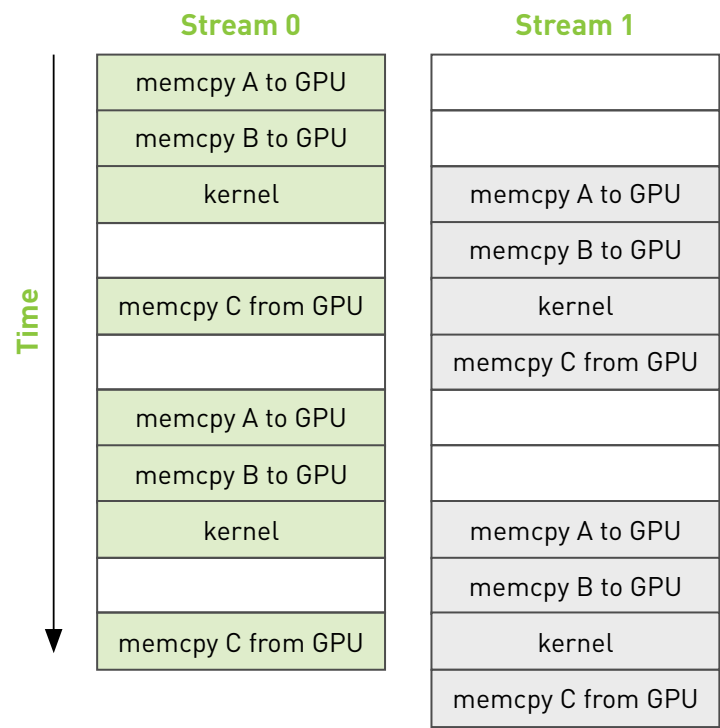 Stream 0
Stream 1
Time
memcpy A to GPU
memcpy B to GPU
kernel
memcpy C from GPU
memcpy A to GPU
memcpy B to GPU
kernel
memcpy C from GPU
memcpy A to GPU
memcpy B to GPU
kernel
memcpy C from GPU
memcpy A to GPU
memcpy B to GPU
kernel
memcpy C from GPU